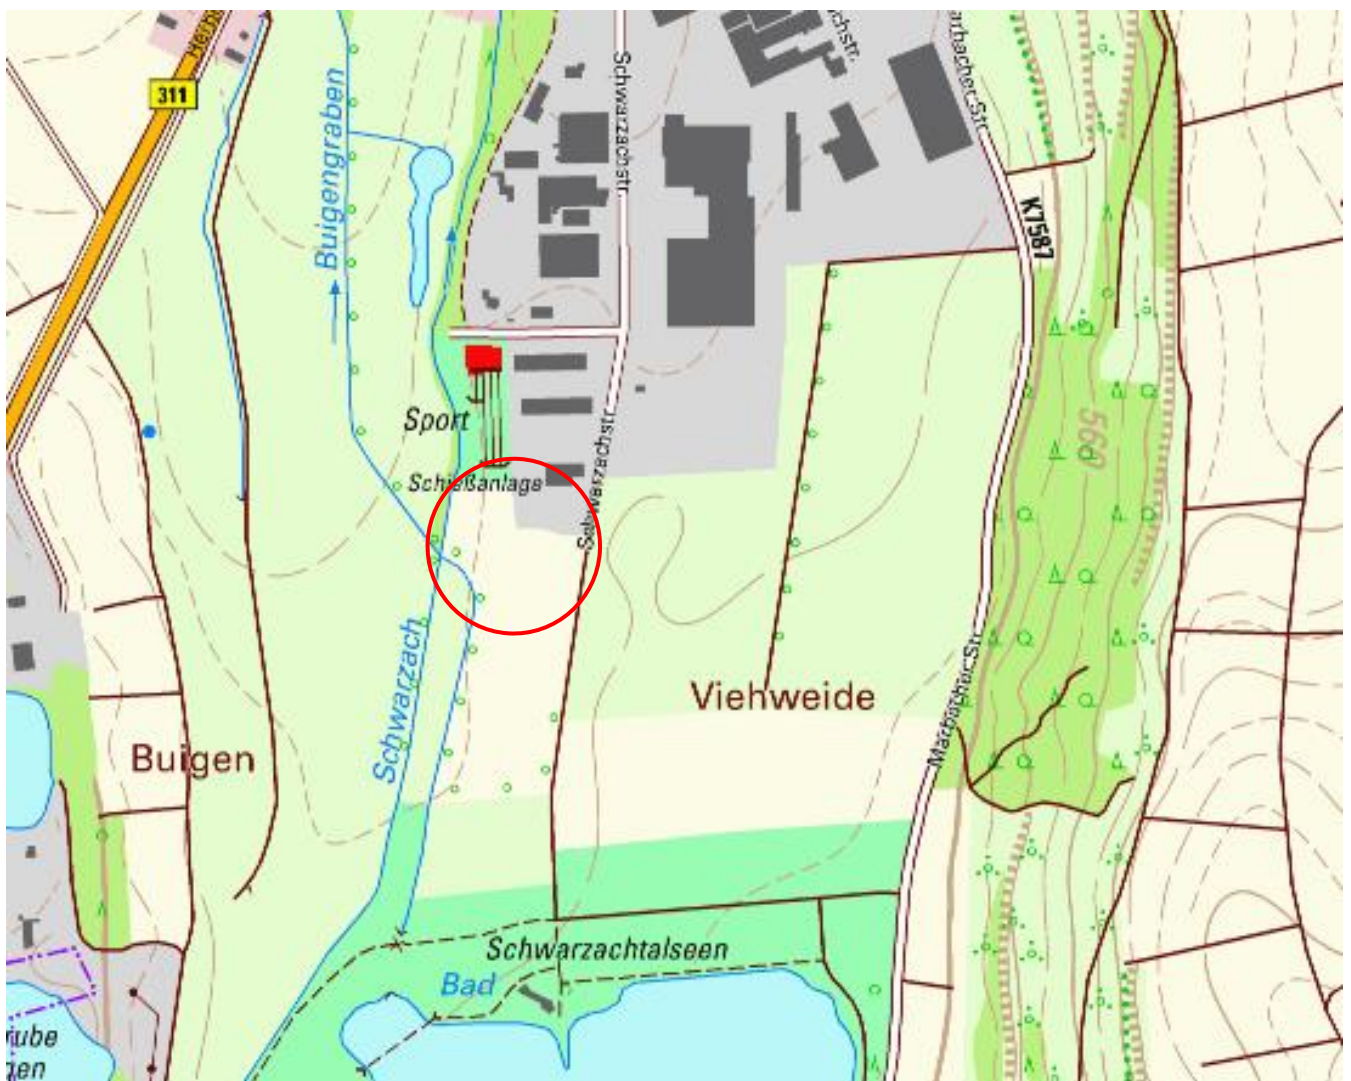 311
Buigengraben
Schwarzachstr.
K7587
Sport
Schießanlage
Schwarzachstr.
560
Schwarzach
Viehweide
Marbacher Str.
Buigen
Schwarzachtalseen
Bad